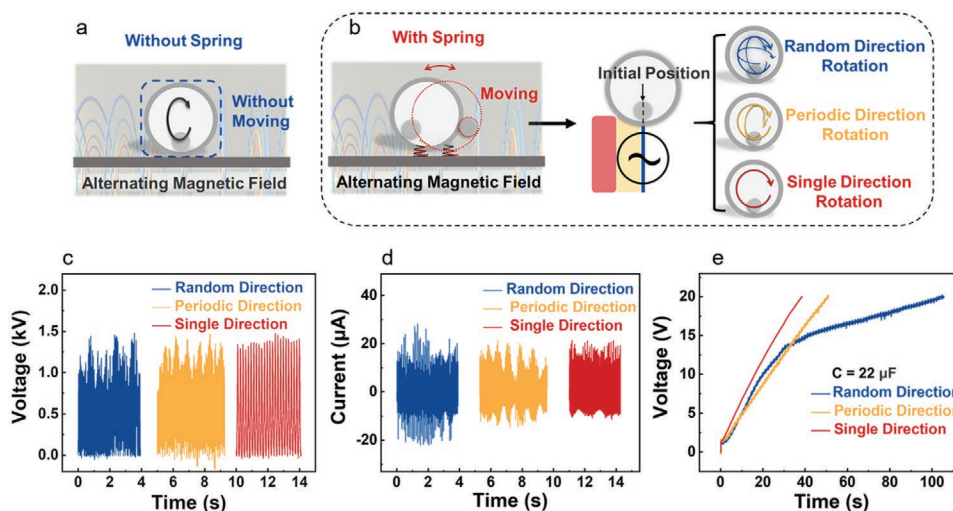 a
Without Spring
Without
Moving
Alternating Magnetic Field
b
With Spring
Moving
Alternating Magnetic Field
Initial Position
Random Direction
Rotation
Periodic Direction
Rotation
Single Direction
Rotation
c
Voltage (kV)
2.0
1.5
1.0
0.5
0.0
Random Direction
Periodic Direction
Single Direction
0 2 4 6 8 10 12 14
Time (s)
d
Current (µA)
40
20
0
-20
Random Direction
Periodic Direction
Single Direction
0 2 4 6 8 10 12 14
Time (s)
e
Voltage (V)
20
15
10
5
0
C = 22 µF
Random Direction
Periodic Direction
Single Direction
0 20 40 60 80 100
Time (s)